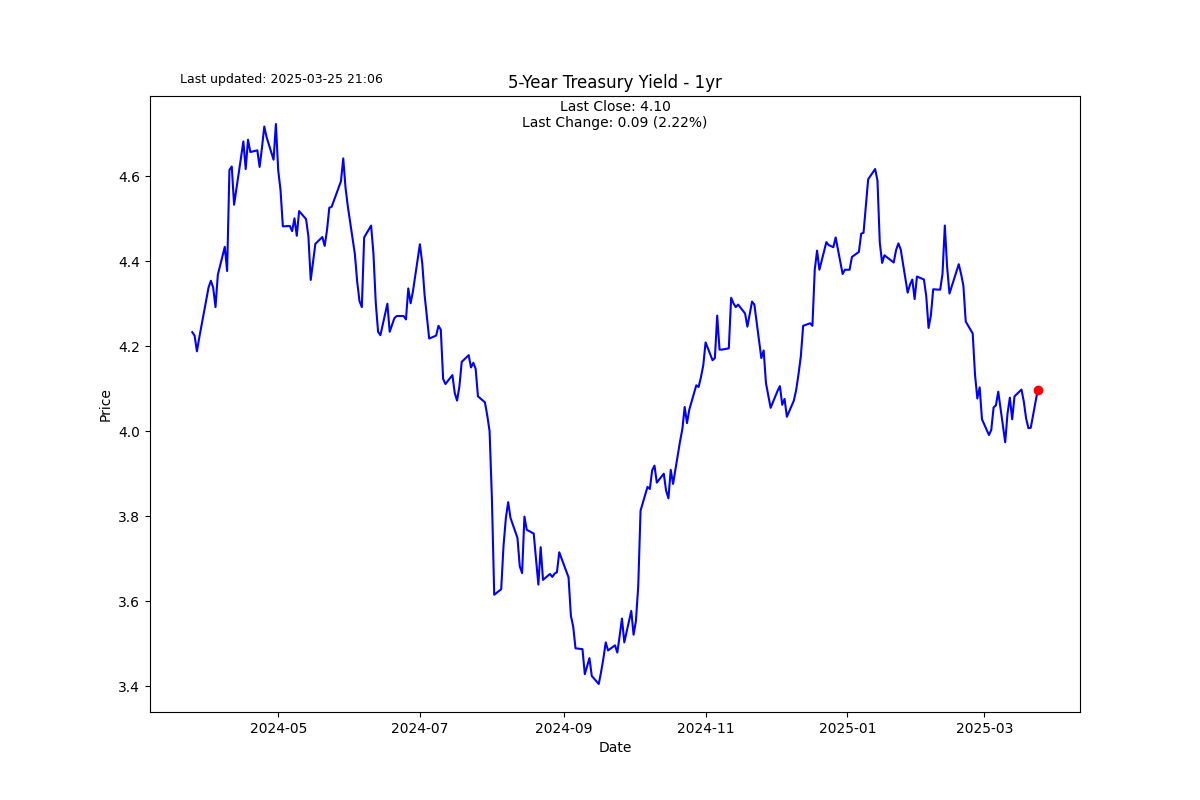 Last updated: 2025-03-25 21:06
5-Year Treasury Yield - 1yr
Last Close: 4.10
Last Change: 0.09 (2.22%)
Price
4.6
4.4
4.2
4.0
3.8
3.6
3.4
2024-05
2024-07
2024-09
2024-11
2025-01
2025-03
Date